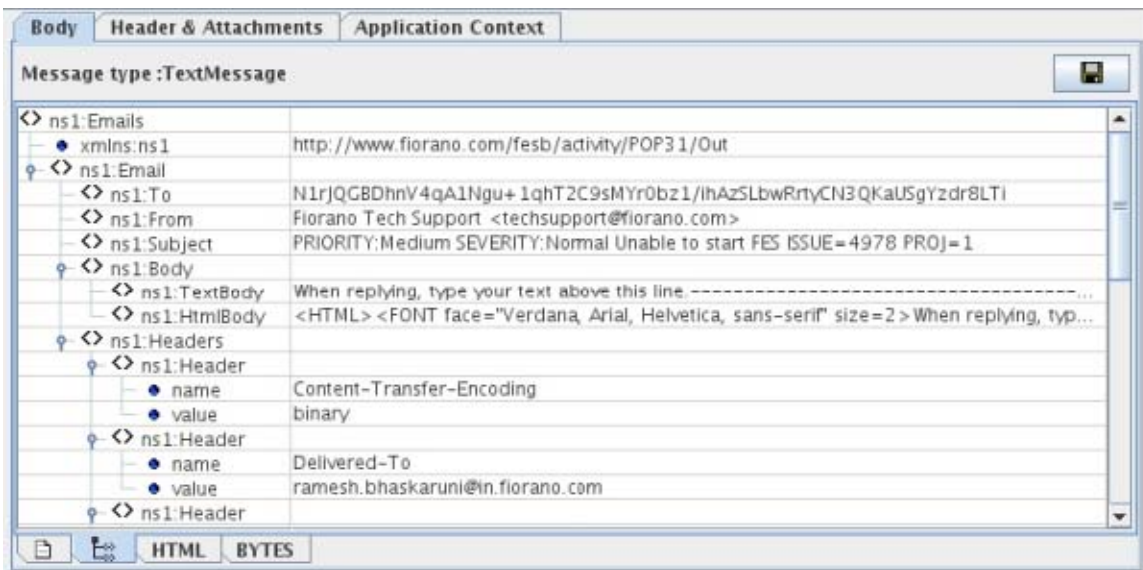 Body Header & Attachments Application Context
Message type :TextMessage
ns1:Emails
xmlns:ns1 http://www.fiorano.com/fesb/activity/POP31/Out
ns1:Email
ns1:To N1rJQGBDhnV4qA1Ngu+1qhT2C9sMYr0bz1/ihAzSLbwRrtyCN3QKaUSgYzdr8LTi
ns1:From Fiorano Tech Support <techsupport@fiorano.com>
ns1:Subject PRIORITY:Medium SEVERITY:Normal Unable to start FES ISSUE=4978 PROJ=1
ns1:Body
ns1:TextBody When replying, type your text above this line.------------------------------------...
ns1:HtmlBody <HTML> <FONT face="Verdana, Arial, Helvetica, sans-serif" size=2>When replying, typ...
ns1:Headers
ns1:Header
name Content-Transfer-Encoding
value binary
ns1:Header
name Delivered-To
value ramesh.bhaskaruni@in.fiorano.com
ns1:Header
HTML BYTES